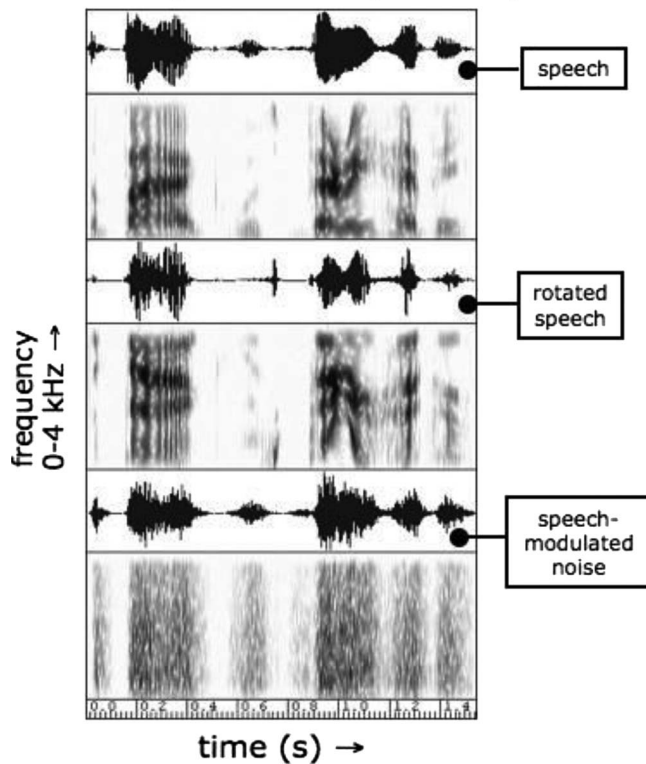 speech
rotated
speech
frequency
0-4 kHz →
speech-
modulated
noise
0.0 0.2 0.4 0.6 0.8 1.0 1.2 1.4
time (s) →